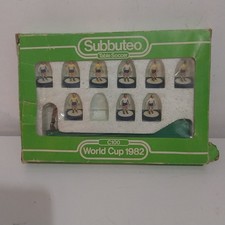 Subbuteo
Table Soccer
C100
World Cup 1982